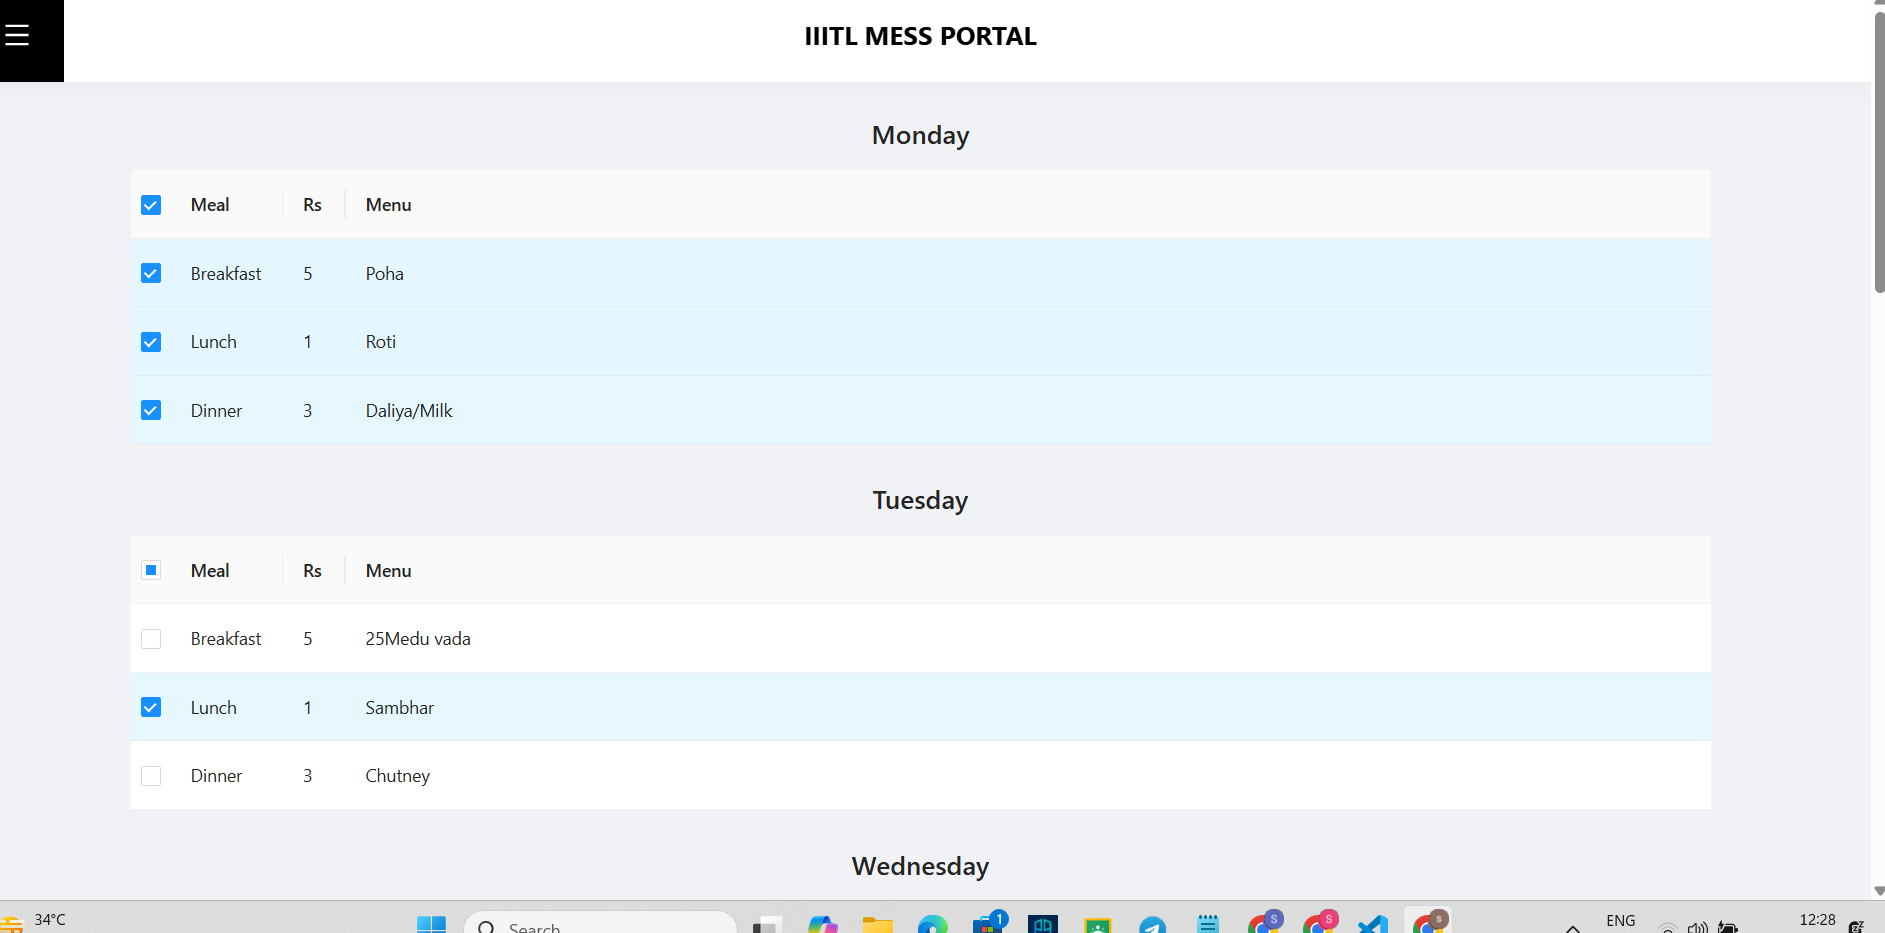 IIITL MESS PORTAL
Monday
Meal Rs Menu
Breakfast 5 Poha
Lunch 1 Roti
Dinner 3 Daliya/Milk
Tuesday
Meal Rs Menu
Breakfast 5 25Medu vada
Lunch 1 Sambhar
Dinner 3 Chutney
Wednesday
34°C Search 1 S S s ENG 12:28